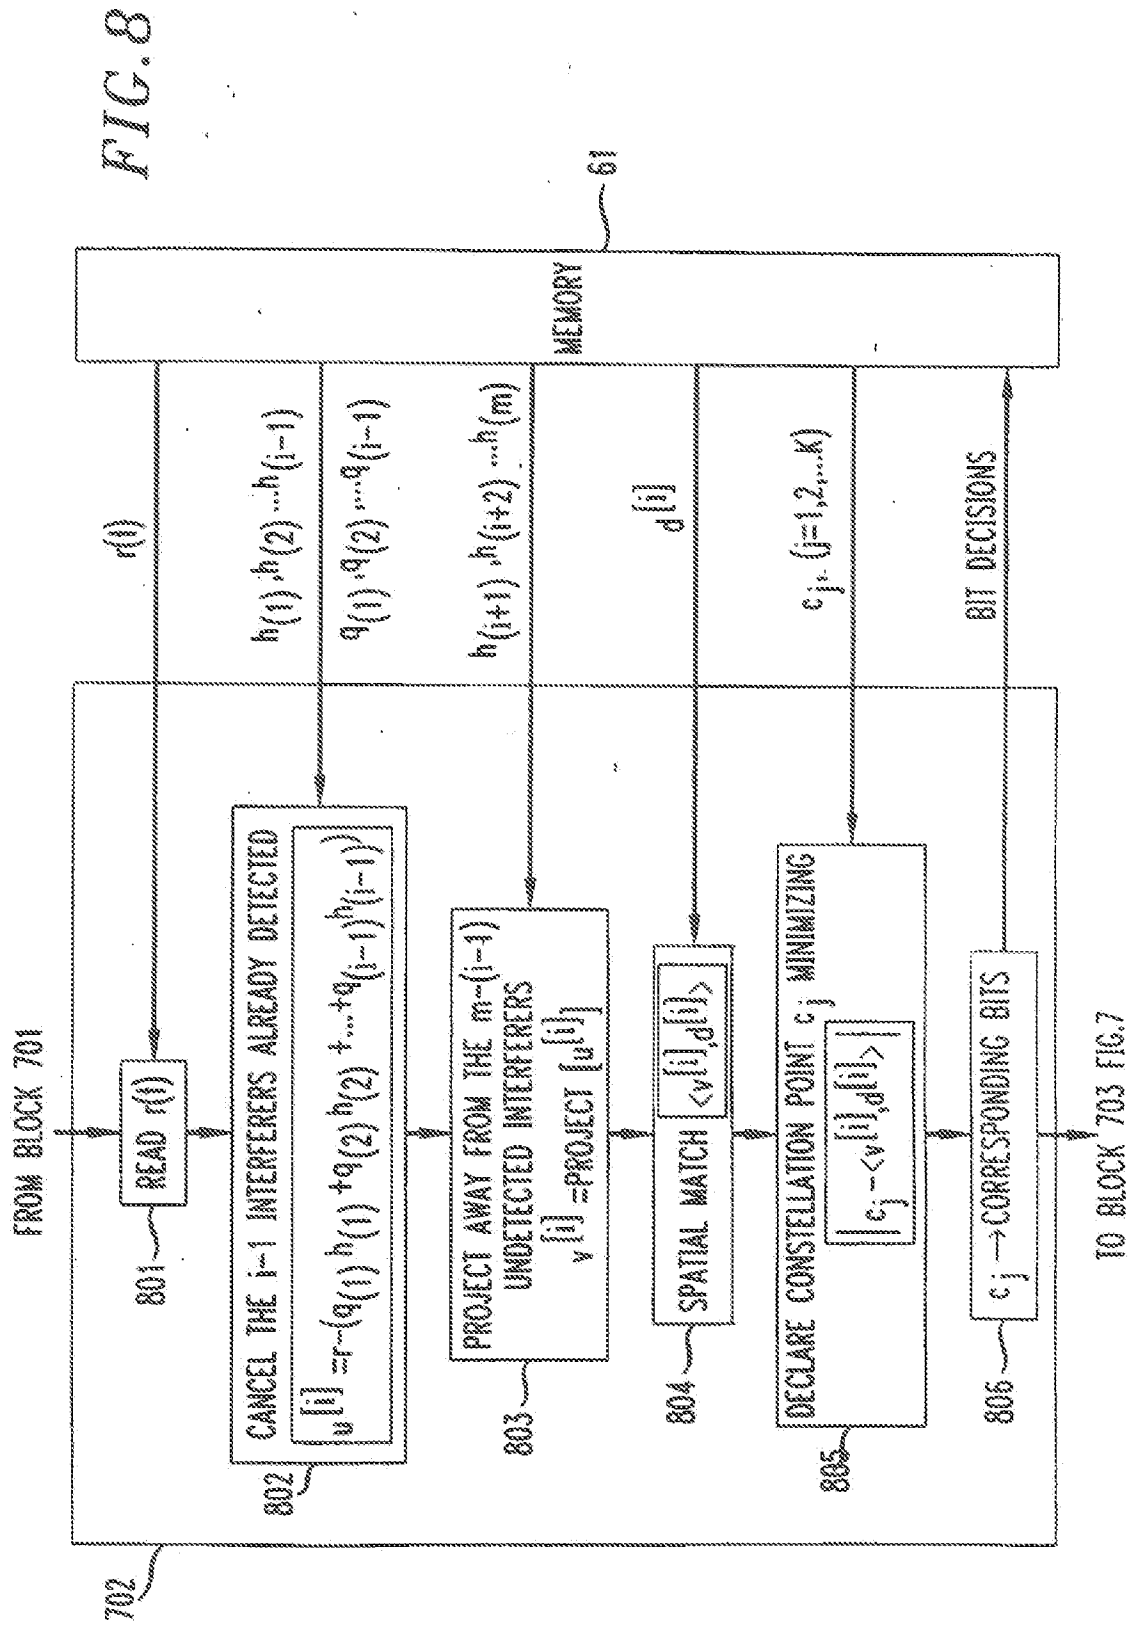 FIG.8
FROM BLOCK 701
702
801
READ r(l)
r(l)
MEMORY
61
802
CANCEL THE i-1 INTERFERERS ALREADY DETECTED
u[i] =r-(q(1)h(1) +q(2)h(2) +...+q(i-1)h(i-1))
h(1),h(2) ...h(i-1)
q(1),q(2) ,...q(i-1)
803
PROJECT AWAY FROM THE m-(i-1)
UNDETECTED INTERFERERS
v[i] =PROJECT [u[i]]
h(i+1) ,h(i+2) ...h(m)
804
SPATIAL MATCH <v[i],d[i]>
d[i]
805
DECLARE CONSTELLATION POINT cj MINIMIZING
| cj -<v[i],d[i]> |
cj, (j=1,2,...K)
806
cj →CORRESPONDING BITS
BIT DECISIONS
TO BLOCK 703 FIG.7